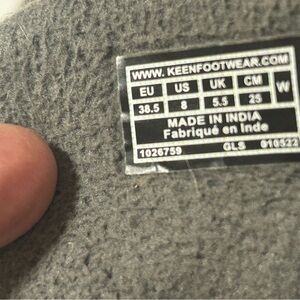 WWW. KEENFOOTWEAR.COM
EU US UK CM W
38.5 8 5.5 25
MADE IN INDIA
Fabriqué en Inde
1026759 GLS 010522